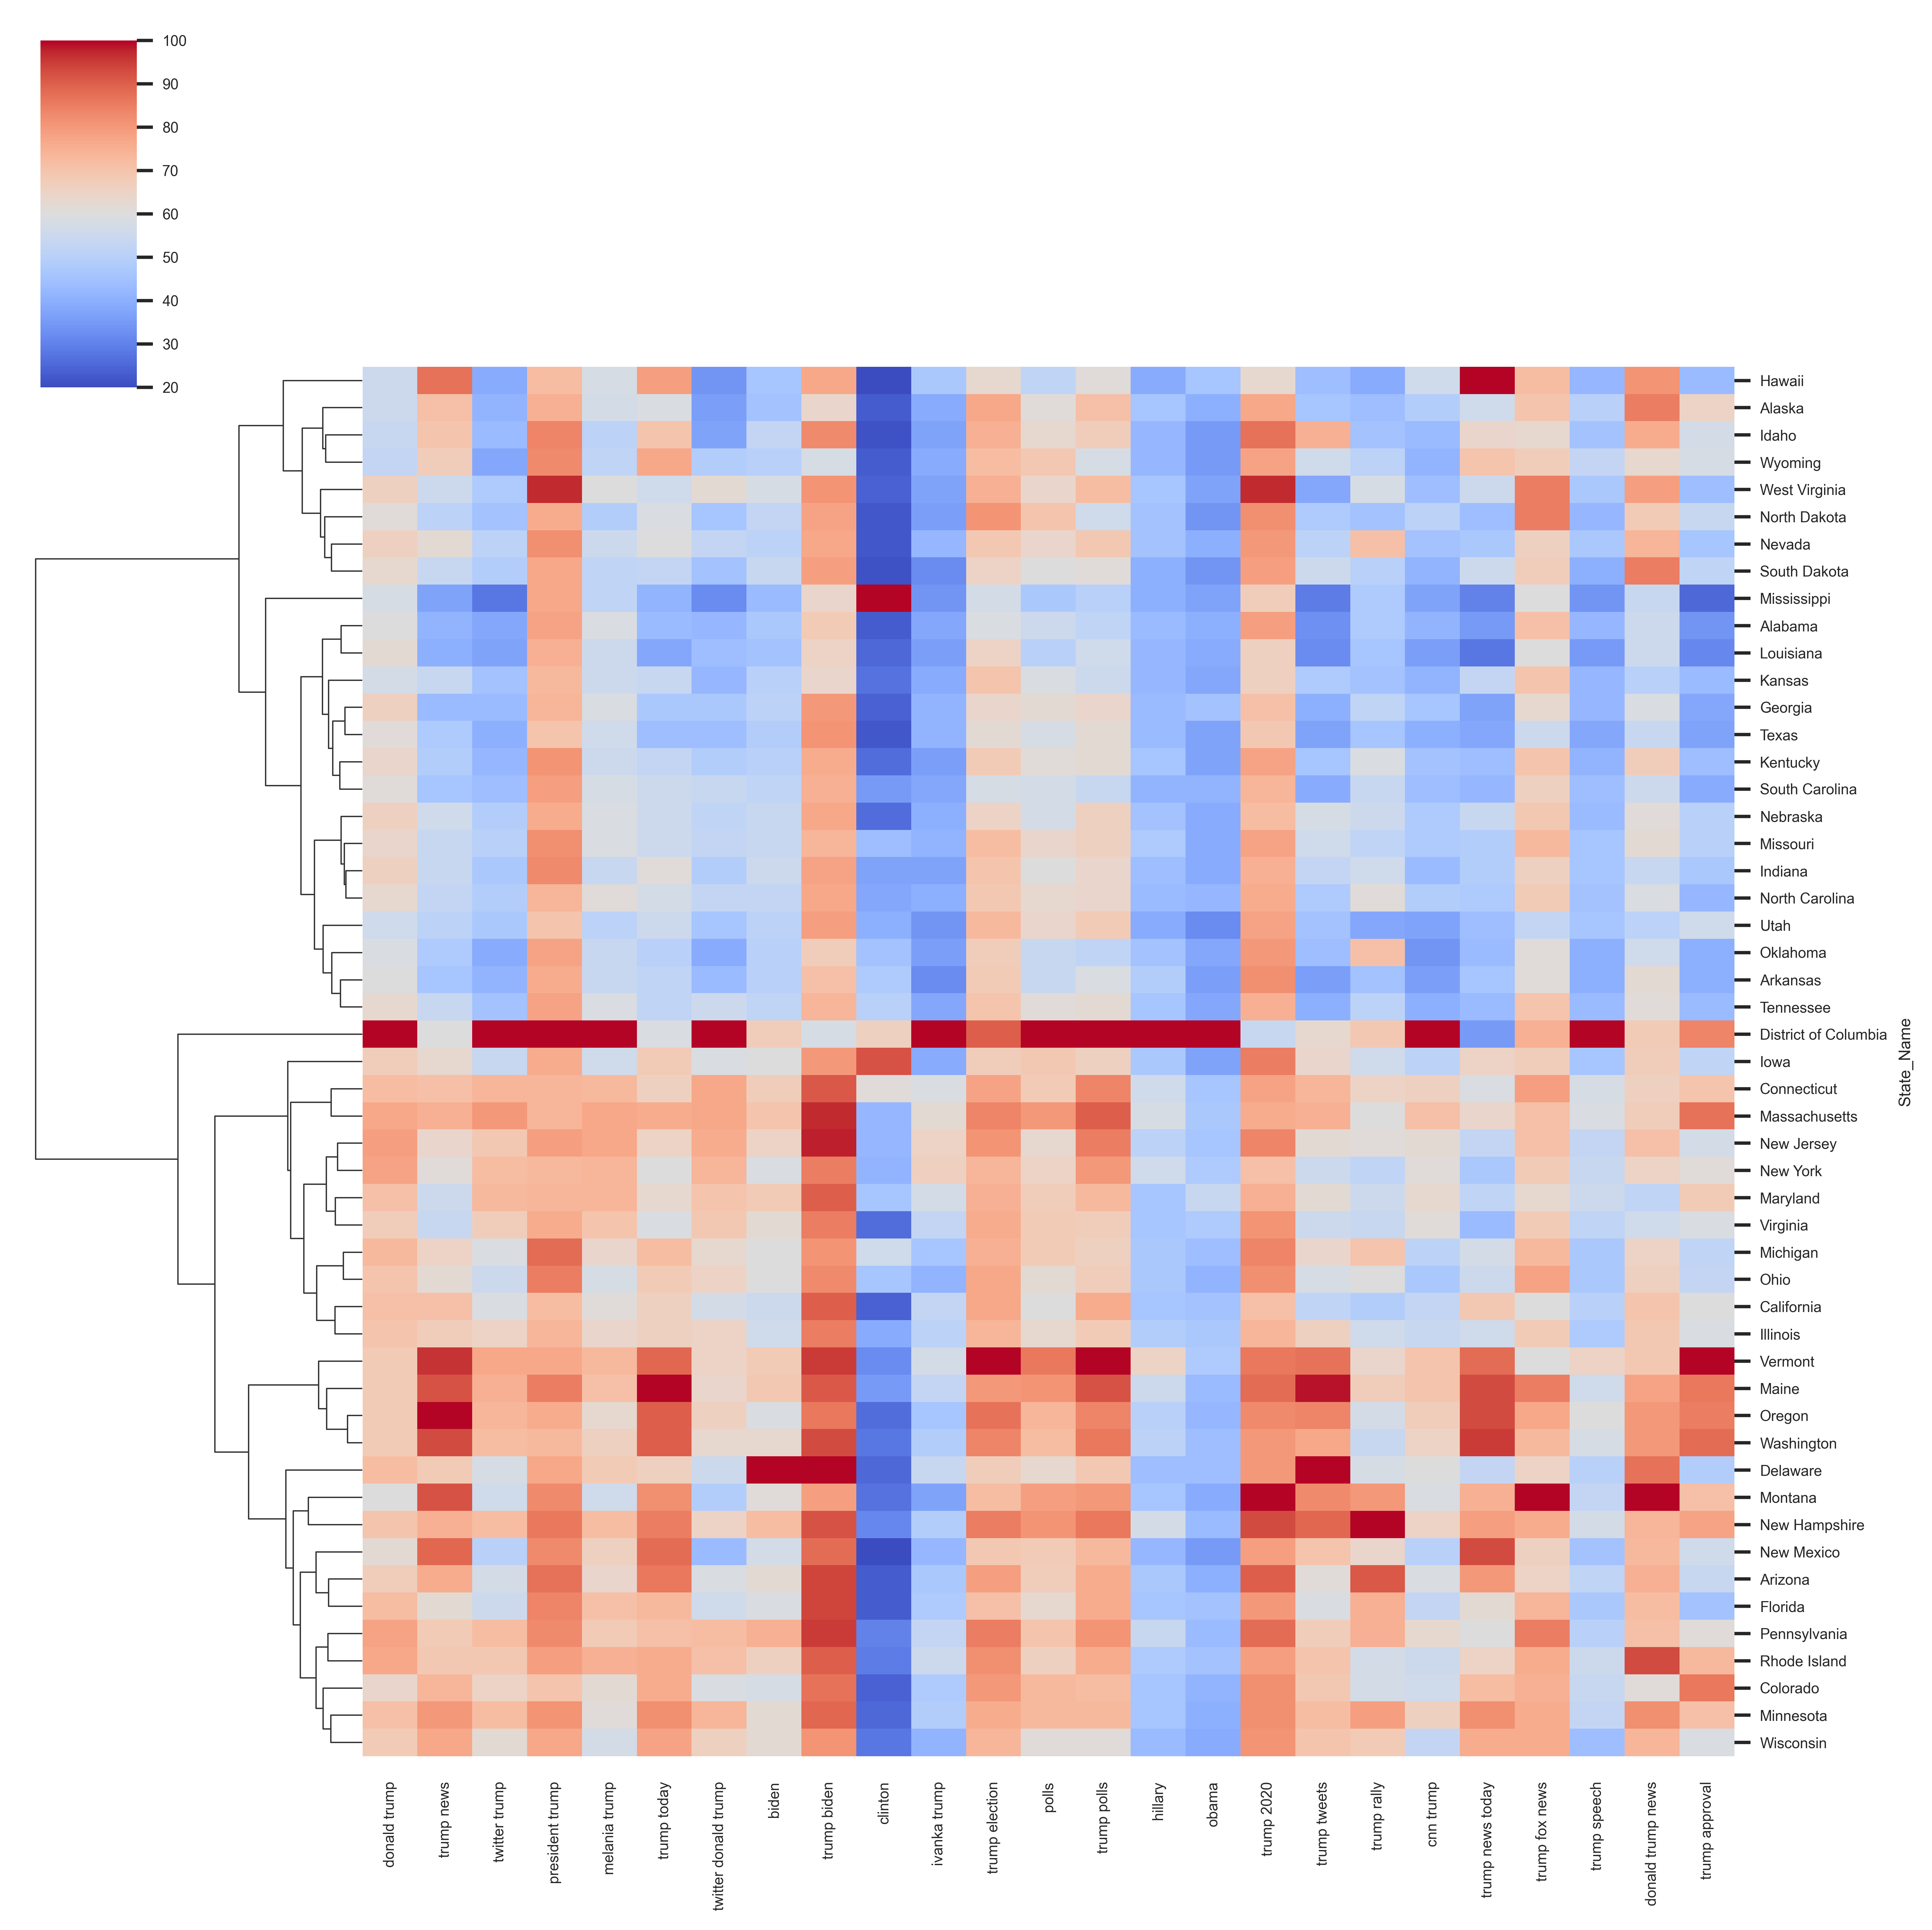 100
90
80
70
60
50
40
30
20
Hawaii
Alaska
Idaho
Wyoming
West Virginia
North Dakota
Nevada
South Dakota
Mississippi
Alabama
Louisiana
Kansas
Georgia
Texas
Kentucky
South Carolina
Nebraska
Missouri
Indiana
North Carolina
Utah
Oklahoma
Arkansas
Tennessee
District of Columbia
Iowa
Connecticut
Massachusetts
New Jersey
New York
Maryland
Virginia
Michigan
Ohio
California
Illinois
Vermont
Maine
Oregon
Washington
Delaware
Montana
New Hampshire
New Mexico
Arizona
Florida
Pennsylvania
Rhode Island
Colorado
Minnesota
Wisconsin
State_Name
donald trump
trump news
twitter trump
president trump
melania trump
trump today
twitter donald trump
biden
trump biden
clinton
ivanka trump
trump election
polls
trump polls
hillary
obama
trump 2020
trump tweets
trump rally
cnn trump
trump news today
trump fox news
trump speech
donald trump news
trump approval